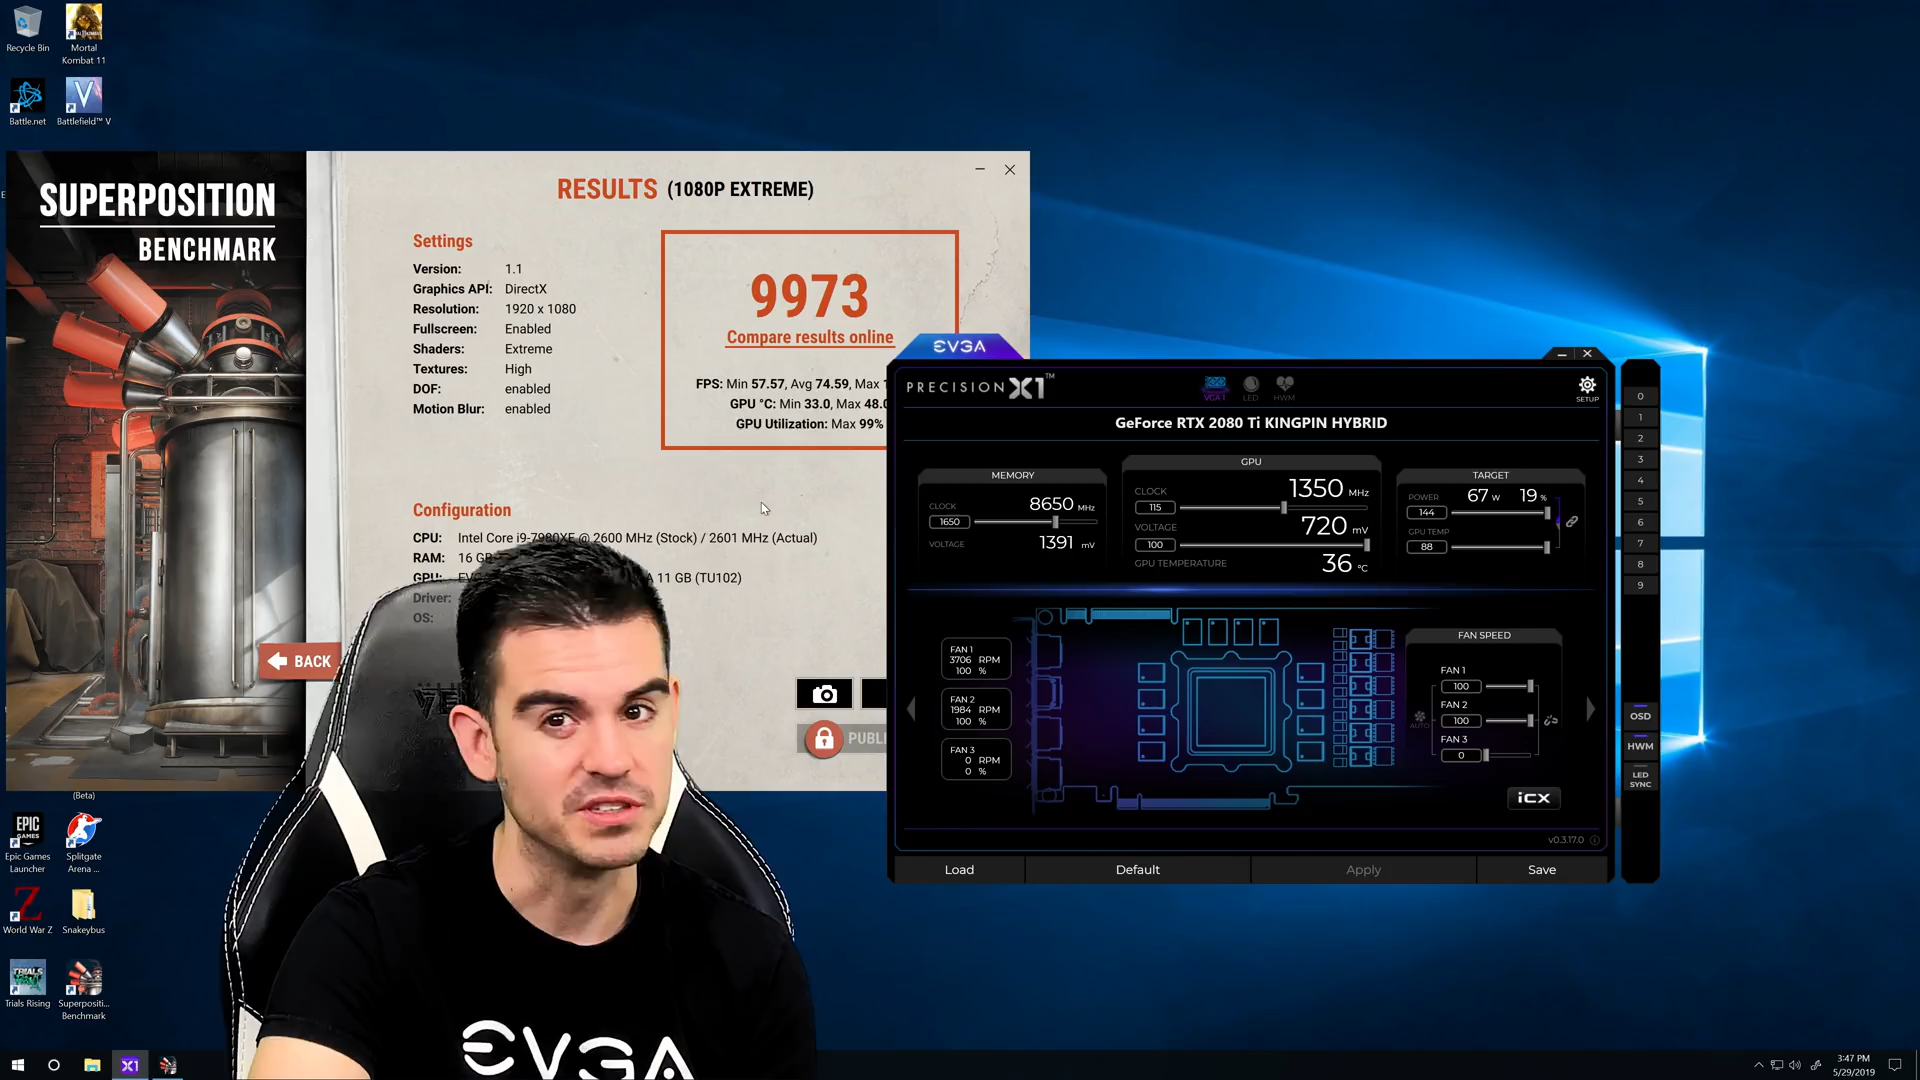 Recycle Bin
Mortal
Kombat 11
Battle.net
Battlefield™ V
SUPERPOSITION
BENCHMARK
RESULTS (1080P EXTREME)
Settings
Version: 1.1
Graphics API: DirectX
Resolution: 1920 x 1080
Fullscreen: Enabled
Shaders: Extreme
Textures: High
DOF: enabled
Motion Blur: enabled
9973
Compare results online
FPS: Min 57.57, Avg 74.59, Max
GPU °C: Min 33.0, Max 48.0
GPU Utilization: Max 99%
Configuration
CPU: Intel Core i9-7980XE @ 2600 MHz (Stock) / 2601 MHz (Actual)
RAM: 16 GB
GPU: 11 GB (TU102)
Driver:
OS:
BACK
EVGA
PRECISION X1™
VGA 1
LED
HWM
SETUP
GeForce RTX 2080 Ti KINGPIN HYBRID
MEMORY
CLOCK 8650 MHz
1650
VOLTAGE 1391 mV
GPU
CLOCK 1350 MHz
115
VOLTAGE 720 mV
100
GPU TEMPERATURE 36 °C
TARGET
POWER 67 W 19 %
144
GPU TEMP
88
FAN 1
3706 RPM
100 %
FAN 2
1984 RPM
100 %
FAN 3
0 RPM
0 %
FAN SPEED
FAN 1
100
FAN 2
100
AUTO
FAN 3
0
iCX
v0.3.17.0
Load
Default
Apply
Save
0
1
2
3
4
5
6
7
8
9
OSD
HWM
LED
SYNC
(Beta)
EPIC
GAMES
Epic Games
Launcher
Splitgate
Arena ...
World War Z
Snakeybus
TRIALS
Trials Rising
Superpositi...
Benchmark
EVGA
X1
3:47 PM
5/29/2019